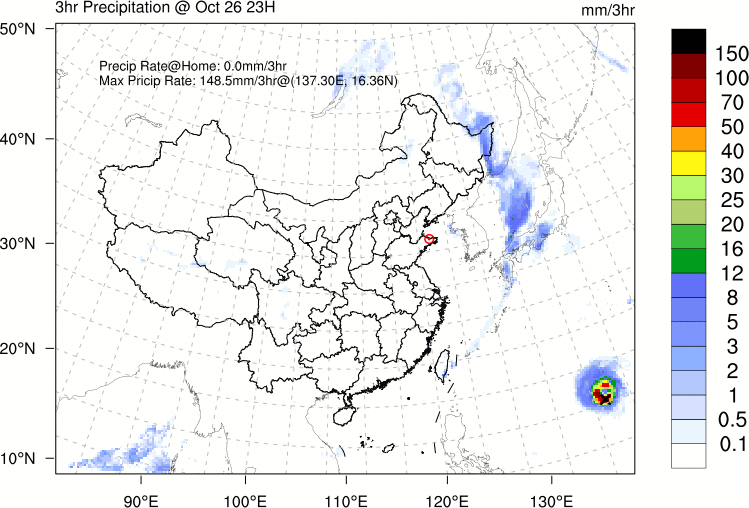 3hr Precipitation @ Oct 26 23H
mm/3hr
Precip Rate@Home: 0.0mm/3hr
Max Pricip Rate: 148.5mm/3hr@(137.30E, 16.36N)
50°N
40°N
30°N
20°N
10°N
90°E
100°E
110°E
120°E
130°E
150
100
70
50
40
30
25
20
16
12
8
5
3
2
1
0.5
0.1